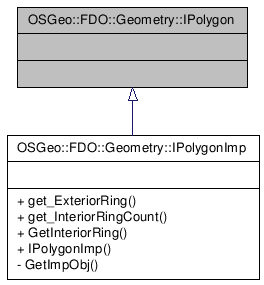 OSGeo::FDO::Geometry::IPolygon
OSGeo::FDO::Geometry::IPolygonImp
+ get_ExteriorRing()
+ get_InteriorRingCount()
+ GetInteriorRing()
+ IPolygonImp()
- GetImpObj()